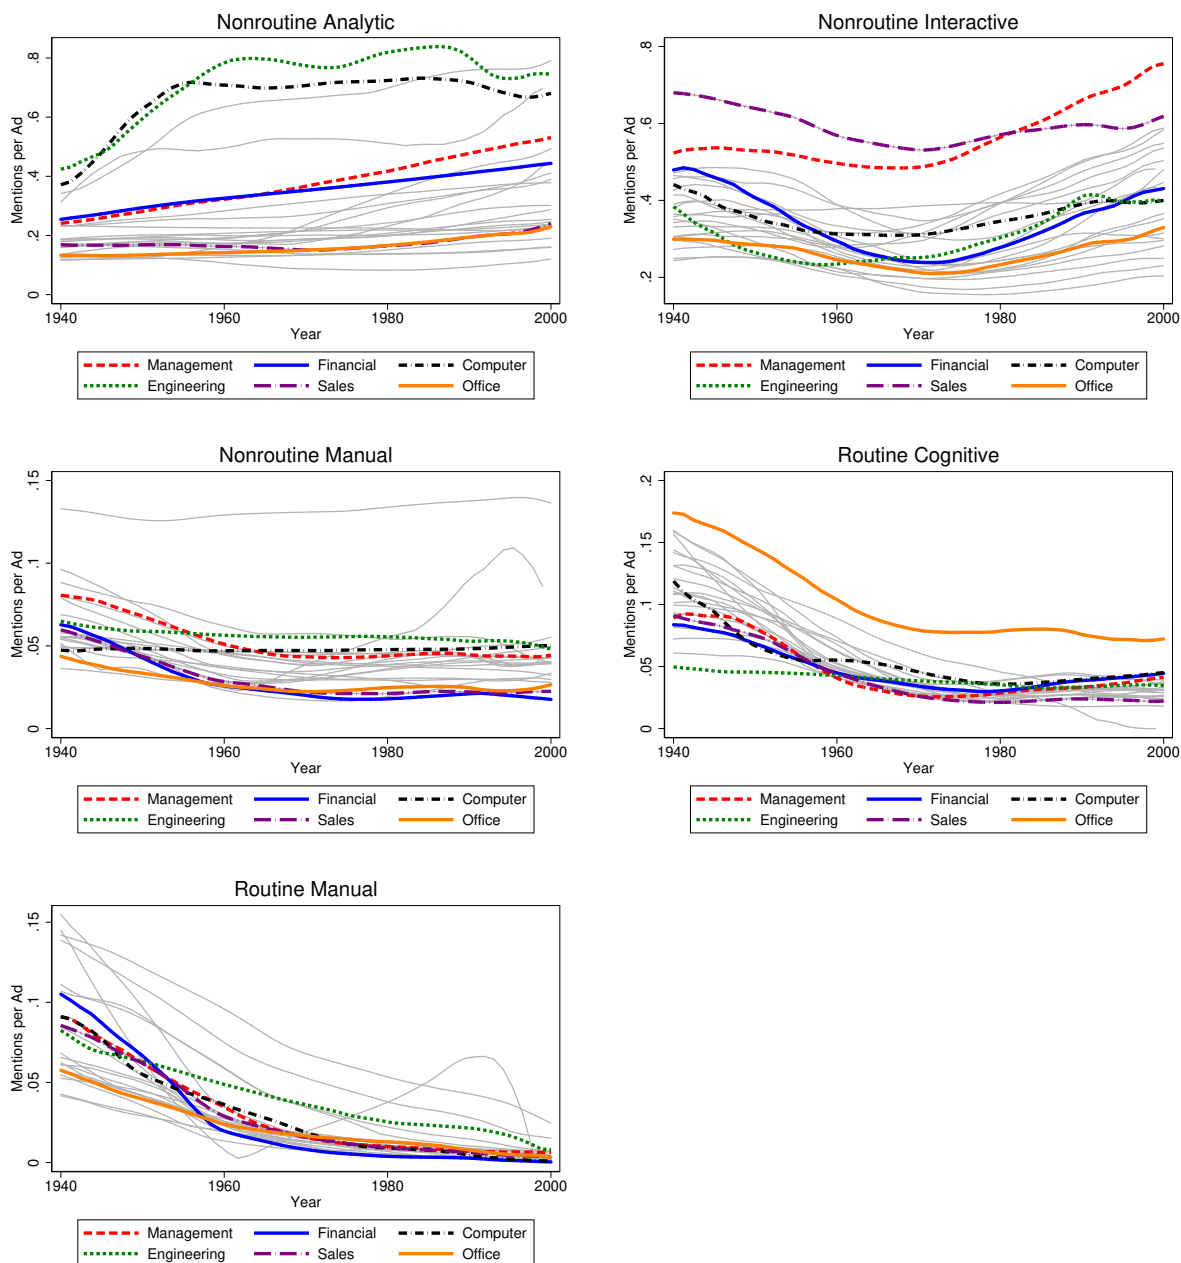 Nonroutine Analytic
Mentions per Ad
0 .2 .4 .6 .8
1940 1960 1980 2000
Year
Management Financial Computer
Engineering Sales Office
Nonroutine Interactive
Mentions per Ad
.2 .4 .6 .8
1940 1960 1980 2000
Year
Management Financial Computer
Engineering Sales Office
Nonroutine Manual
Mentions per Ad
0 .05 .1 .15
1940 1960 1980 2000
Year
Management Financial Computer
Engineering Sales Office
Routine Cognitive
Mentions per Ad
0 .05 .1 .15 .2
1940 1960 1980 2000
Year
Management Financial Computer
Engineering Sales Office
Routine Manual
Mentions per Ad
0 .05 .1 .15
1940 1960 1980 2000
Year
Management Financial Computer
Engineering Sales Office